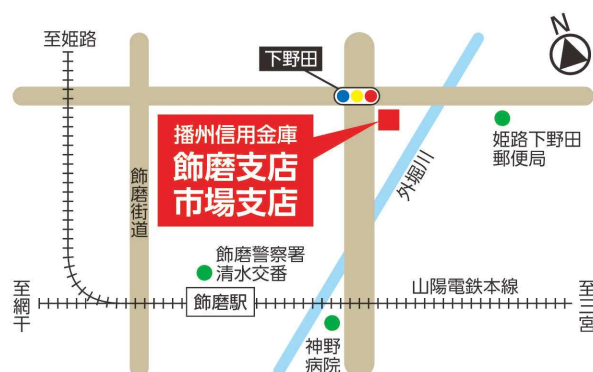 至姫路
N
下野田
播州信用金庫
飾磨支店
市場支店
姫路下野田
郵便局
飾磨街道
外堀川
飾磨警察署
清水交番
至網干
飾磨駅
山陽電鉄本線
至三宮
神野
病院